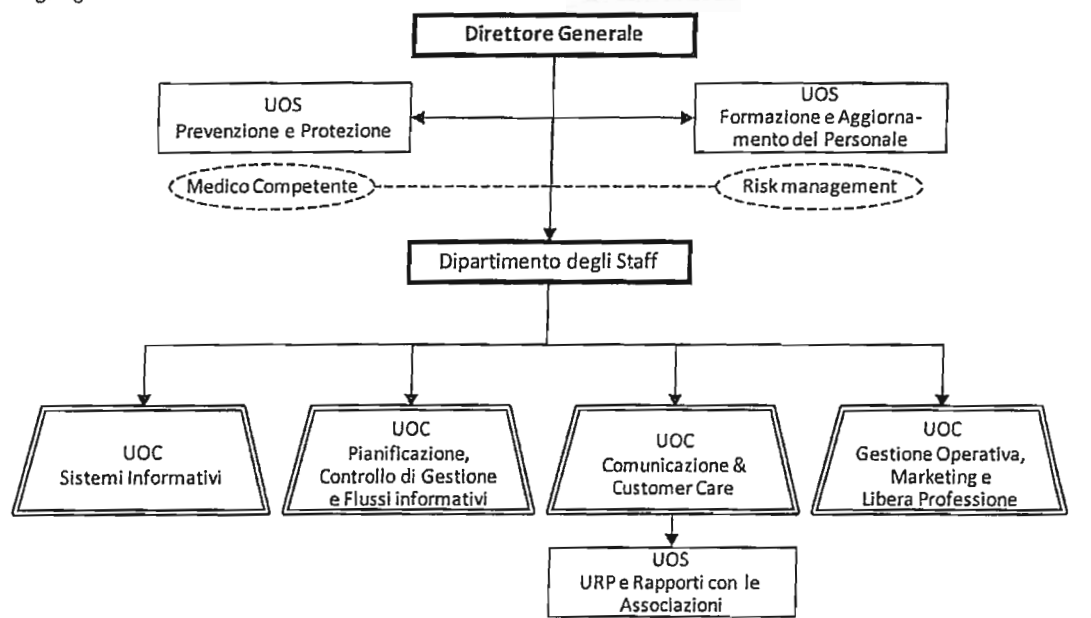 Direttore Generale
UOS
Prevenzione e Protezione
UOS
Formazione e Aggiorna-
mento del Personale
Medico Competente
Risk management
Dipartimento degli Staff
UOC
Sistemi Informativi
UOC
Pianificazione,
Controllo di Gestione
e Flussi informativi
UOC
Comunicazione &
Customer Care
UOC
Gestione Operativa,
Marketing e
Libera Professione
UOS
URP e Rapporti con le
Associazioni